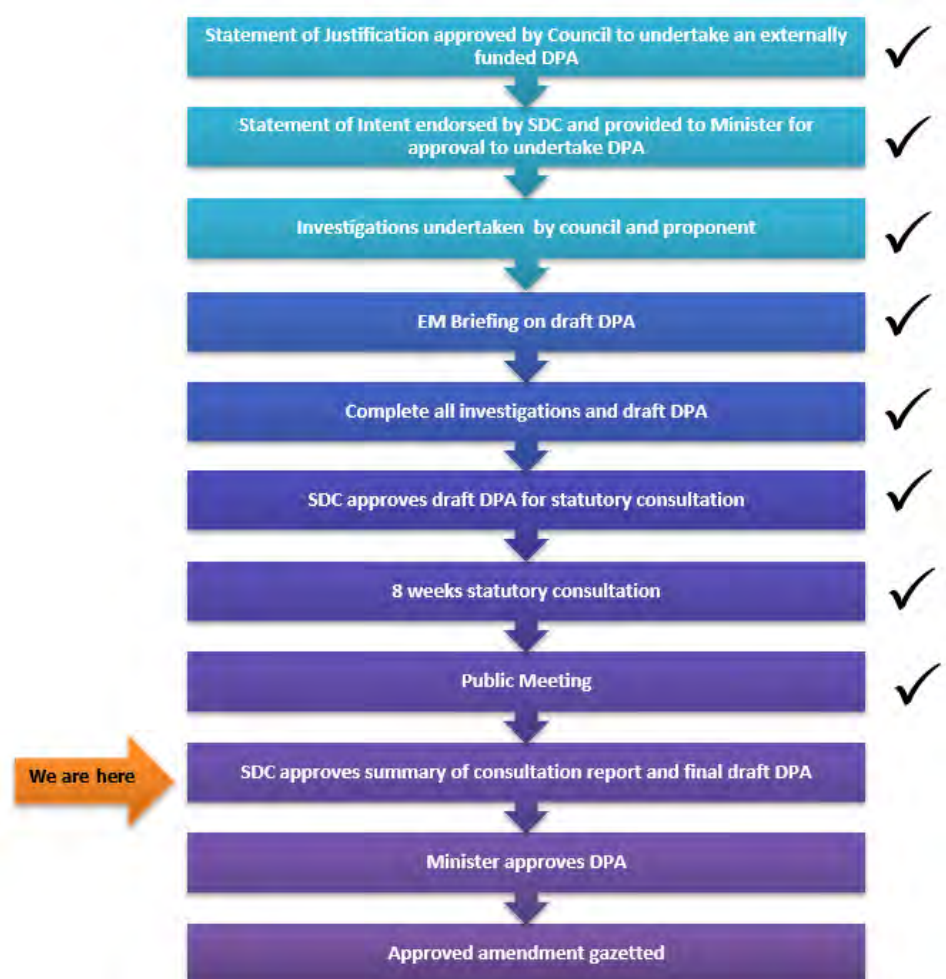 Statement of Justification approved by Council to undertake an externally
funded DPA
Statement of Intent endorsed by SDC and provided to Minister for
approval to undertake DPA
Investigations undertaken by council and proponent
EM Briefing on draft DPA
Complete all investigations and draft DPA
SDC approves draft DPA for statutory consultation
8 weeks statutory consultation
Public Meeting
We are here
SDC approves summary of consultation report and final draft DPA
Minister approves DPA
Approved amendment gazetted